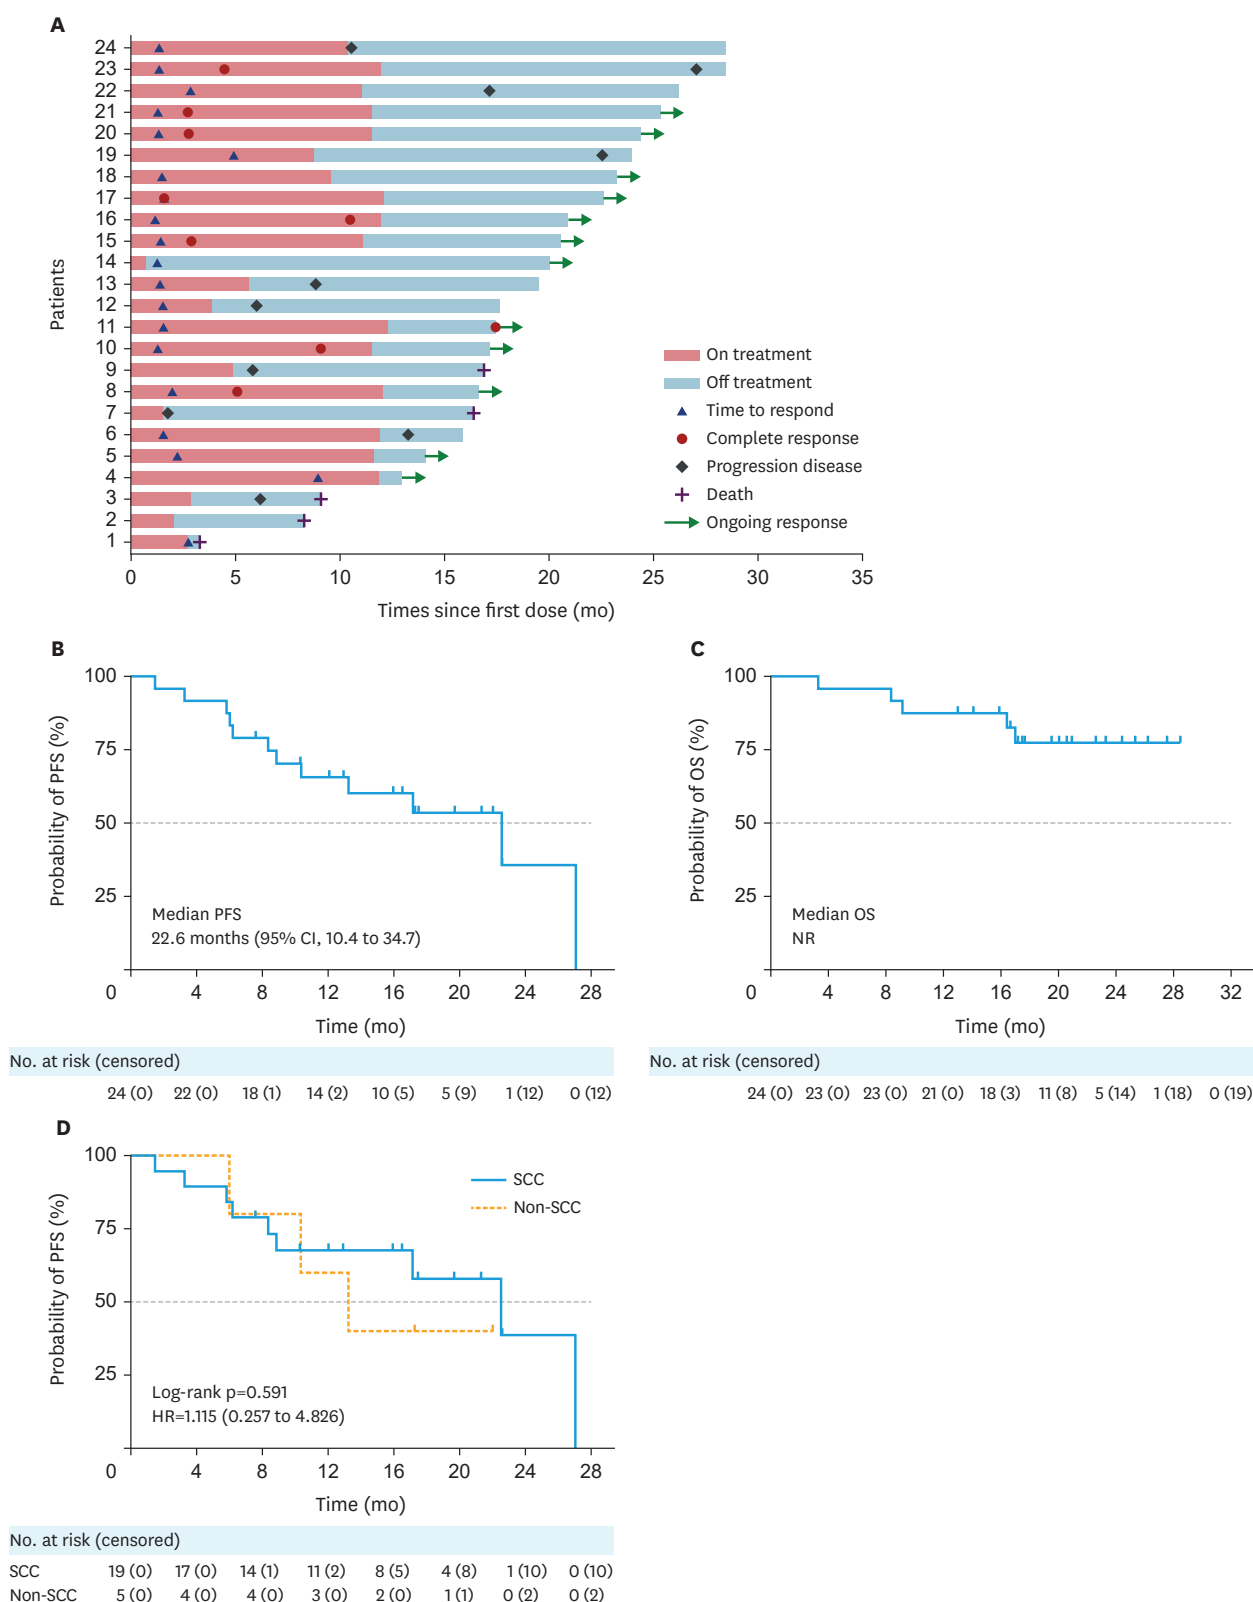 A
24
23
22
21
20
19
18
17
16
15
14
13
12
11
10
9
8
7
6
5
4
3
2
1
Patients
On treatment
Off treatment
Time to respond
Complete response
Progression disease
Death
Ongoing response
0 5 10 15 20 25 30 35
Times since first dose (mo)
B
100
75
50
25
Probability of PFS (%)
Median PFS
22.6 months (95% CI, 10.4 to 34.7)
0 4 8 12 16 20 24 28
Time (mo)
No. at risk (censored)
24 (0) 22 (0) 18 (1) 14 (2) 10 (5) 5 (9) 1 (12) 0 (12)
C
100
75
50
25
Probability of OS (%)
Median OS
NR
0 4 8 12 16 20 24 28 32
Time (mo)
No. at risk (censored)
24 (0) 23 (0) 23 (0) 21 (0) 18 (3) 11 (8) 5 (14) 1 (18) 0 (19)
D
100
75
50
25
Probability of PFS (%)
SCC
Non-SCC
Log-rank p=0.591
HR=1.115 (0.257 to 4.826)
0 4 8 12 16 20 24 28
Time (mo)
No. at risk (censored)
SCC 19 (0) 17 (0) 14 (1) 11 (2) 8 (5) 4 (8) 1 (10) 0 (10)
Non-SCC 5 (0) 4 (0) 4 (0) 3 (0) 2 (0) 1 (1) 0 (2) 0 (2)